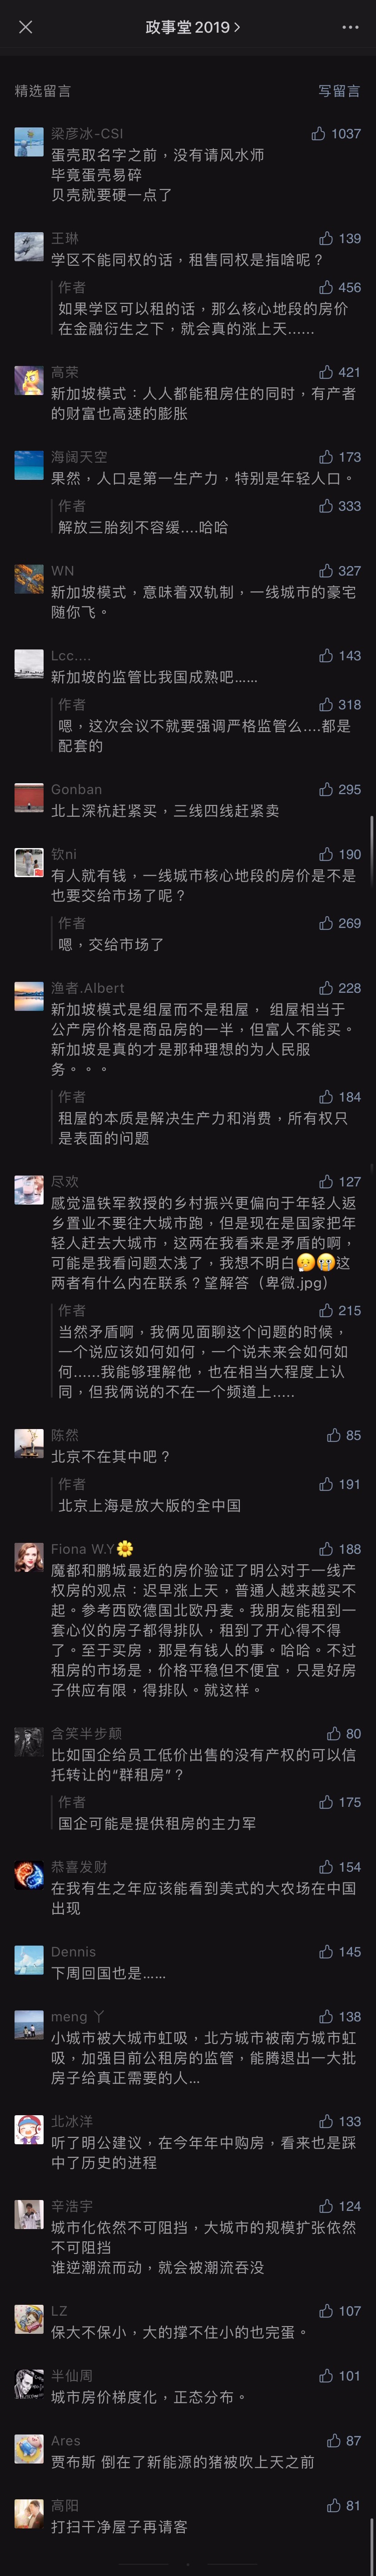 政事堂2019
精选留言
写留言
梁彦冰-CSI
1037
蛋壳取名字之前，没有请风水师
毕竟蛋壳易碎
贝壳就要硬一点了
王琳
139
学区不能同权的话，租售同权是指啥呢？
作者
456
如果学区可以租的话，那么核心地段的房价
在金融衍生之下，就会真的涨上天......
高荣
421
新加坡模式：人人都能租房住的同时，有产者
的财富也高速的膨胀
海阔天空
173
果然，人口是第一生产力，特别是年轻人口。
作者
333
解放三胎刻不容缓....哈哈
WN
327
新加坡模式，意味着双轨制，一线城市的豪宅
随你飞。
Lcc....
143
新加坡的监管比我国成熟吧......
作者
318
嗯，这次会议不就要强调严格监管么....都是
配套的
Gonban
295
北上深杭赶紧买，三线四线赶紧卖
钦ni
190
有人就有钱，一线城市核心地段的房价是不是
也要交给市场了呢？
作者
269
嗯，交给市场了
渔者.Albert
228
新加坡模式是组屋而不是租屋， 组屋相当于
公产房价格是商品房的一半，但富人不能买。
新加坡是真的才是那种理想的为人民服
务。。。
作者
184
租屋的本质是解决生产力和消费，所有权只
是表面的问题
尽欢
127
感觉温铁军教授的乡村振兴更偏向于年轻人返
乡置业不要往大城市跑，但是现在是国家把年
轻人赶去大城市，这两在我看来是矛盾的啊，
可能是我看问题太浅了，我想不明白🥺😭这
两者有什么内在联系？望解答（卑微.jpg）
作者
215
当然矛盾啊，我俩见面聊这个问题的时候，
一个说应该如何如何，一个说未来会如何如
何......我能够理解他，也在相当大程度上认
同，但我俩说的不在一个频道上.....
陈然
85
北京不在其中吧？
作者
191
北京上海是放大版的全中国
Fiona W.Y🌼
188
魔都和鹏城最近的房价验证了明公对于一线产
权房的观点：迟早涨上天，普通人越来越买不
起。参考西欧德国北欧丹麦。我朋友能租到一
套心仪的房子都得排队，租到了开心得不得
了。至于买房，那是有钱人的事。哈哈。不过
租房的市场是，价格平稳但不便宜，只是好房
子供应有限，得排队。就这样。
含笑半步颠
80
比如国企给员工低价出售的没有产权的可以信
托转让的“群租房”？
作者
175
国企可能是提供租房的主力军
恭喜发财
154
在我有生之年应该能看到美式的大农场在中国
出现
Dennis
145
下周回国也是......
meng 丫
138
小城市被大城市虹吸，北方城市被南方城市虹
吸，加强目前公租房的监管，能腾退出一大批
房子给真正需要的人...
北冰洋
133
听了明公建议，在今年年中购房，看来也是踩
中了历史的进程
辛浩宇
124
城市化依然不可阻挡，大城市的规模扩张依然
不可阻挡
谁逆潮流而动，就会被潮流吞没
LZ
107
保大不保小，大的撑不住小的也完蛋。
半仙周
101
城市房价梯度化，正态分布。
Ares
87
贾布斯 倒在了新能源的猪被吹上天之前
高阳
81
打扫干净屋子再请客